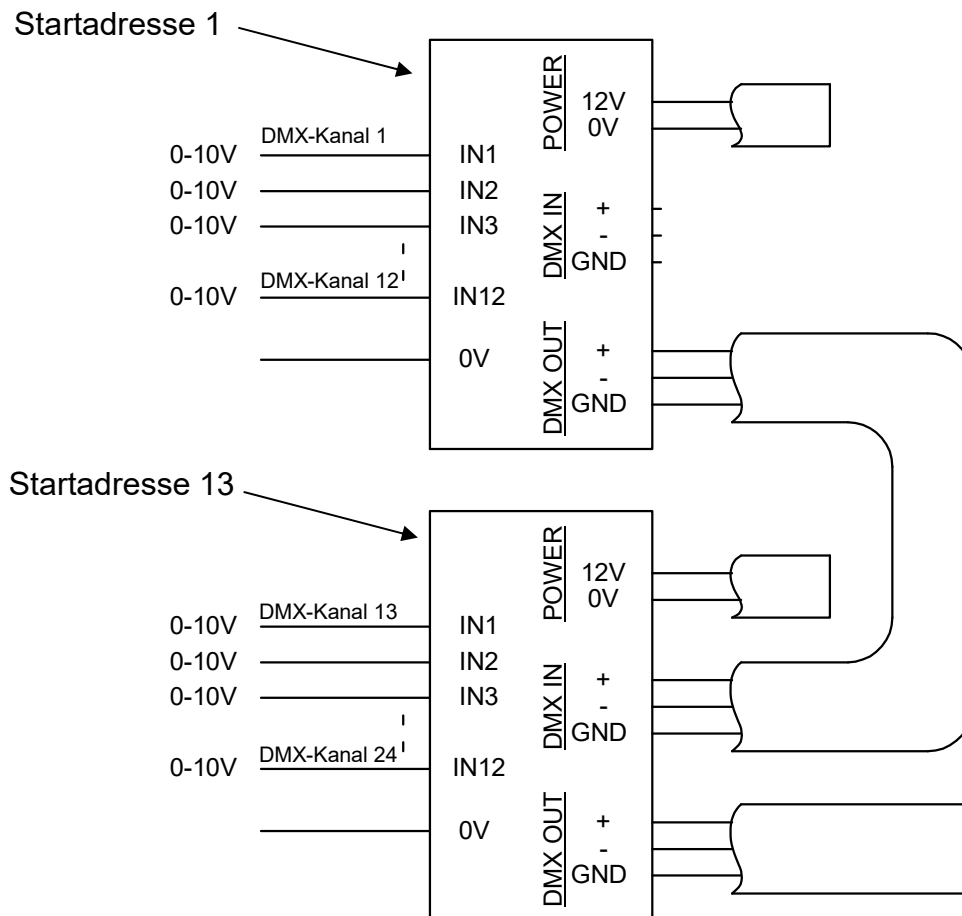 Startadresse 1
POWER
12V
0V
DMX-Kanal 1
0-10V
IN1
0-10V
IN2
0-10V
IN3
DMX IN
+
-
GND
DMX-Kanal 12
0-10V
IN12
0V
DMX OUT
+
-
GND
Startadresse 13
POWER
12V
0V
DMX-Kanal 13
0-10V
IN1
0-10V
IN2
0-10V
IN3
DMX IN
+
-
GND
DMX-Kanal 24
0-10V
IN12
0V
DMX OUT
+
-
GND